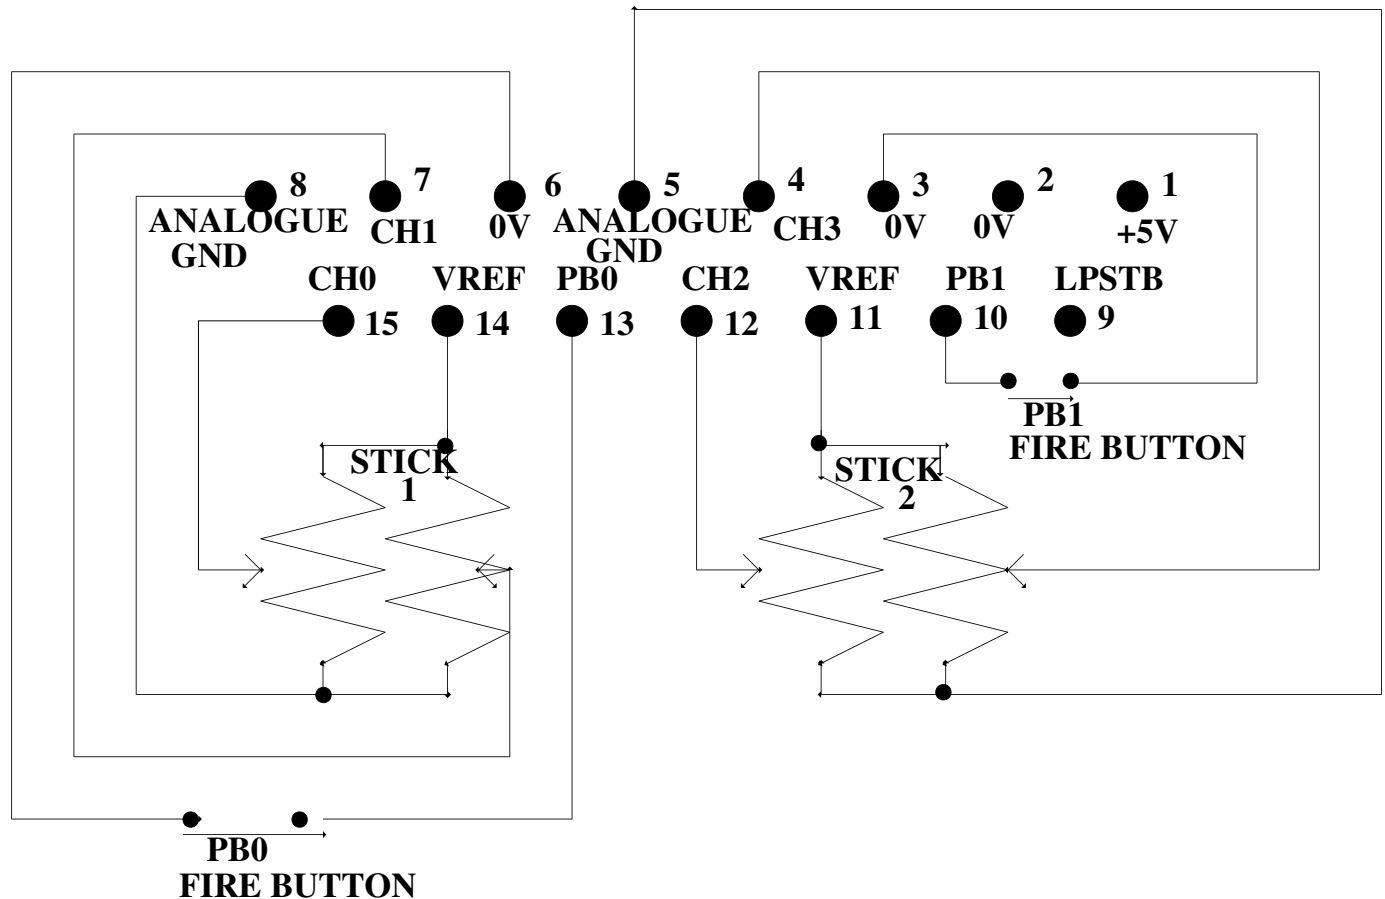 8
7
6
5
4
3
2
1
ANALOGUE
GND
CH1
0V
ANALOGUE
GND
CH3
0V
0V
+5V
CH0
VREF
PB0
CH2
VREF
PB1
LPSTB
15
14
13
12
11
10
9
PB1
FIRE BUTTON
STICK
1
STICK
2
PB0
FIRE BUTTON